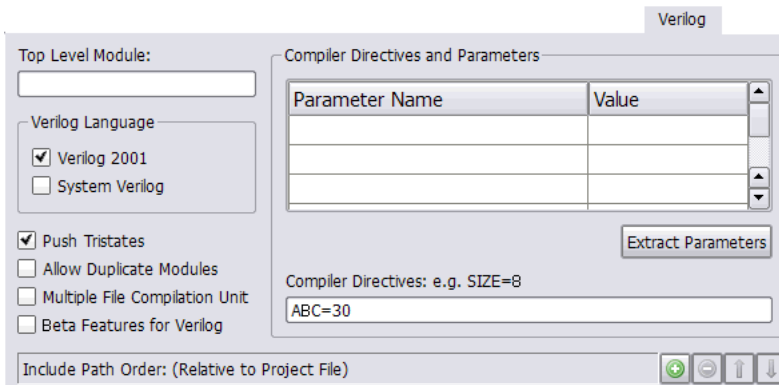 Verilog
Top Level Module:
Compiler Directives and Parameters
Parameter Name Value
Verilog Language
Verilog 2001
System Verilog
Push Tristates
Allow Duplicate Modules
Multiple File Compilation Unit
Beta Features for Verilog
Extract Parameters
Compiler Directives: e.g. SIZE=8
ABC=30
Include Path Order: (Relative to Project File)